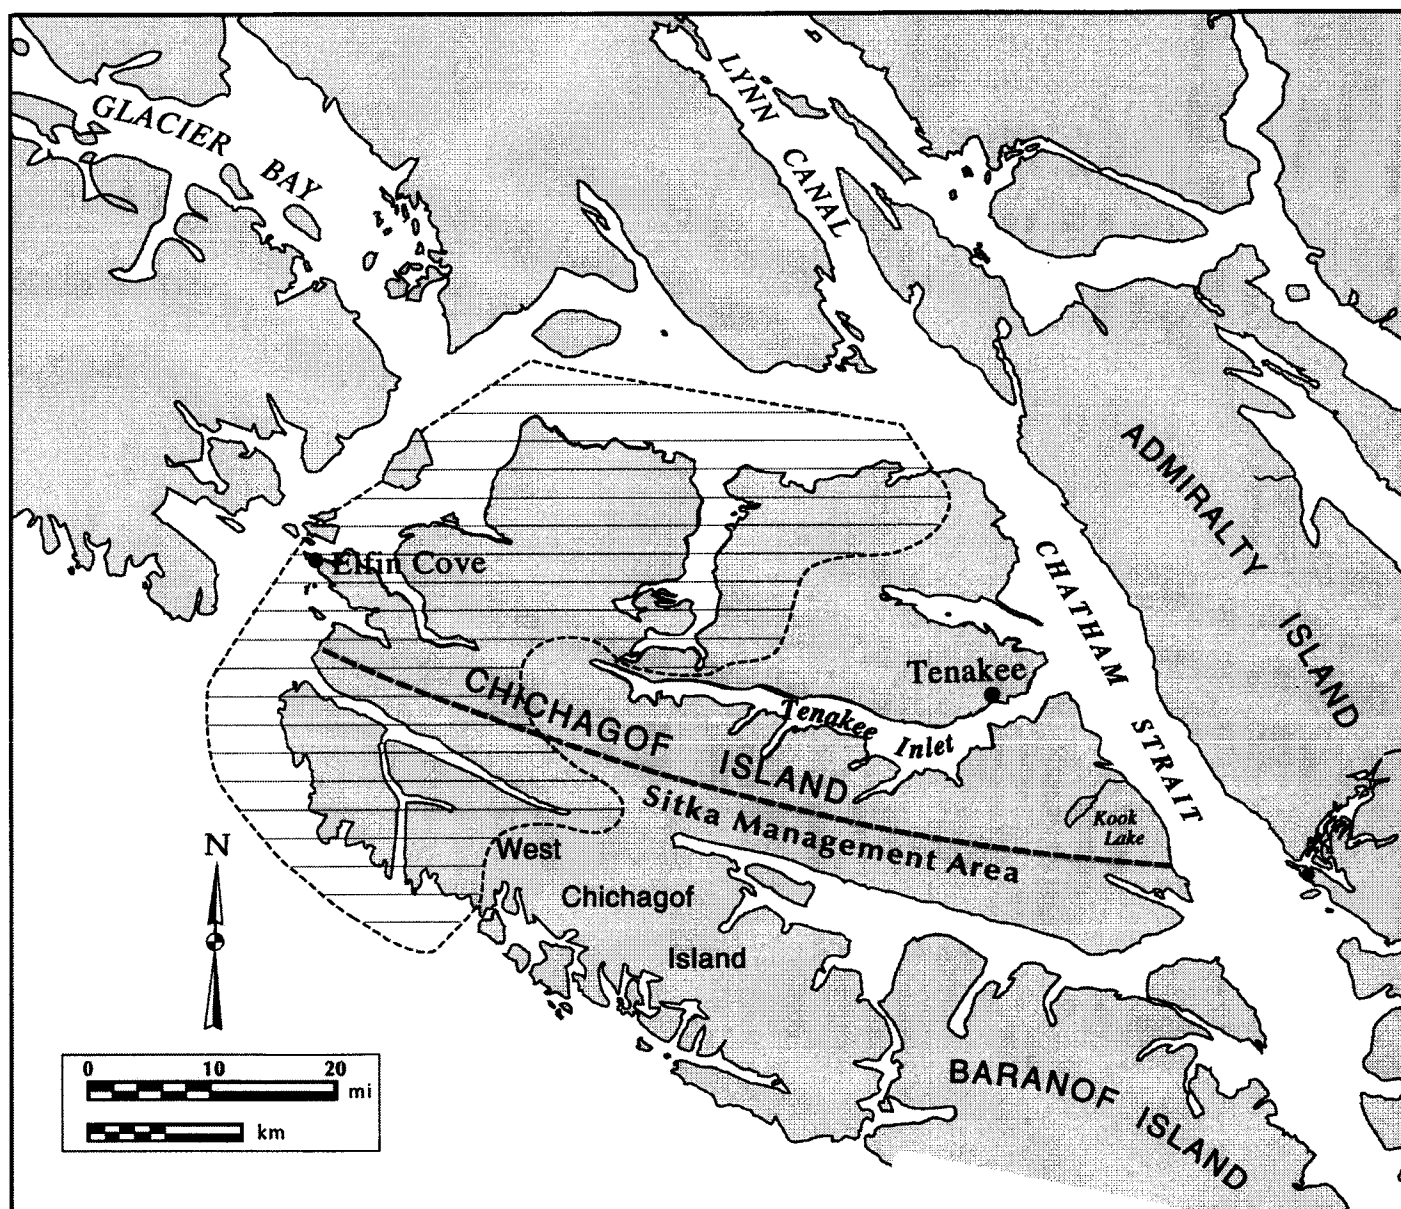 GLACIER BAY
LYNN CANAL
ADMIRALTY ISLAND
CHATHAM STRAIT
Elfin Cove
Tenakee
Tenakee Inlet
CHICHAGOF ISLAND
Sitka Management Area
Kook
Lake
West
Chichagof
Island
N
BARANOF ISLAND
0 10 20
mi
km